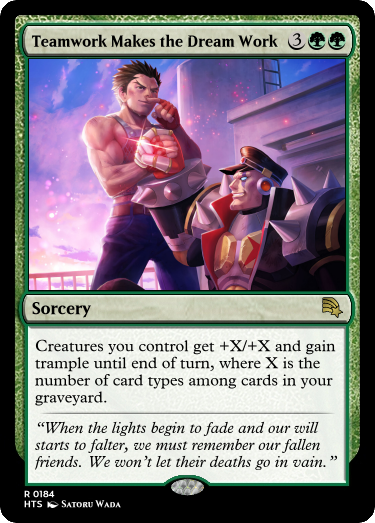 Teamwork Makes the Dream Work 3
Sorcery
Creatures you control get +X/+X and gain
trample until end of turn, where X is the
number of card types among cards in your
graveyard.
“When the lights begin to fade and our will
starts to falter, we must remember our fallen
friends. We won’t let their deaths go in vain.”
R 0184
HTS Satoru Wada